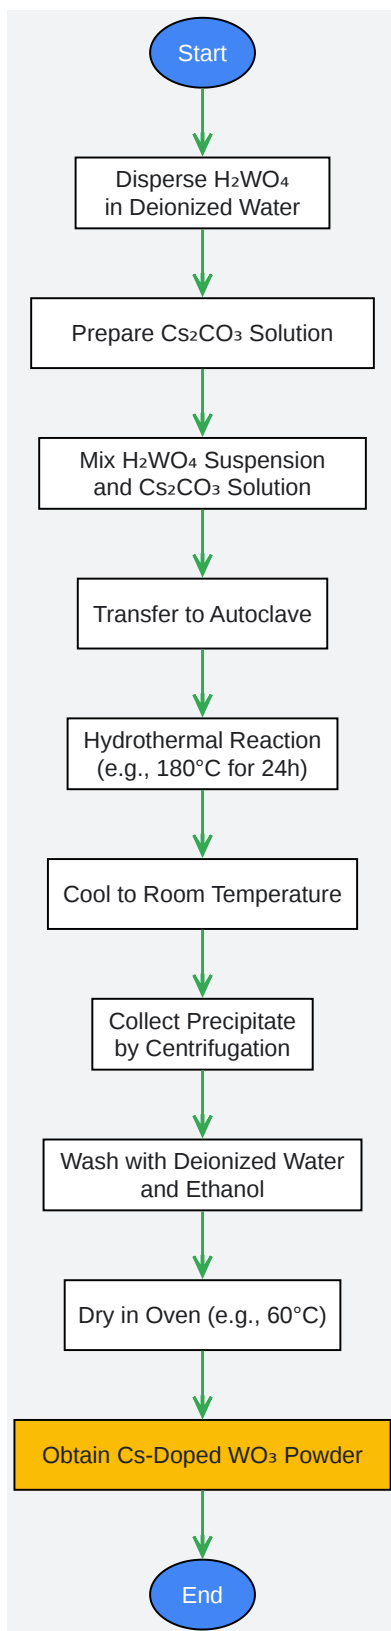 Start
Disperse H₂WO₄
in Deionized Water
Prepare Cs₂CO₃ Solution
Mix H₂WO₄ Suspension
and Cs₂CO₃ Solution
Transfer to Autoclave
Hydrothermal Reaction
(e.g., 180°C for 24h)
Cool to Room Temperature
Collect Precipitate
by Centrifugation
Wash with Deionized Water
and Ethanol
Dry in Oven (e.g., 60°C)
Obtain Cs-Doped WO₃ Powder
End